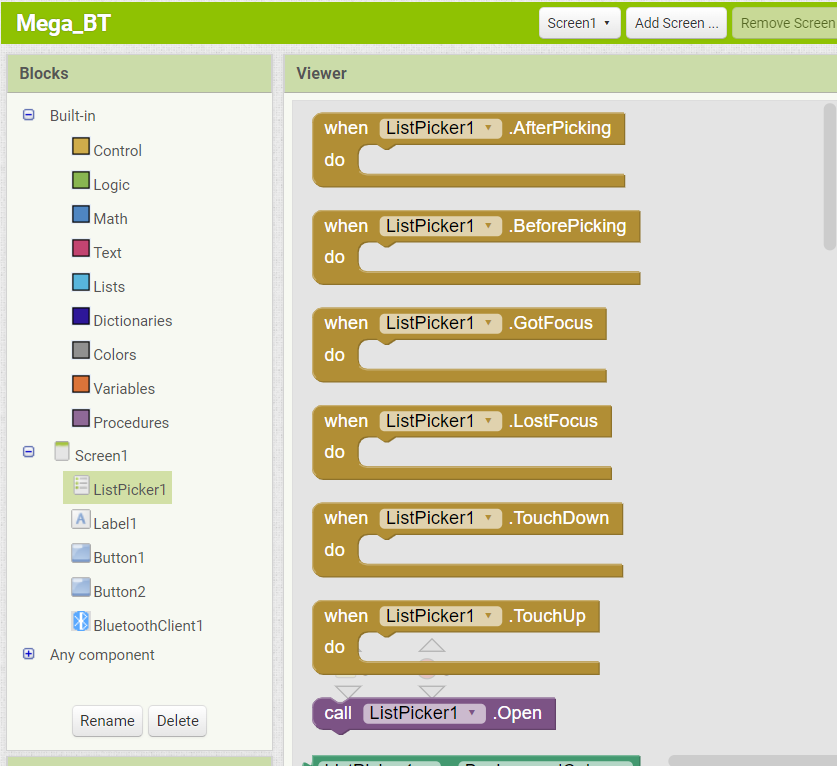 Mega_BT
Screen1
Add Screen ...
Remove Screen
Blocks
Viewer
Built-in
Control
Logic
Math
Text
Lists
Dictionaries
Colors
Variables
Procedures
Screen1
ListPicker1
Label1
Button1
Button2
BluetoothClient1
Any component
Rename
Delete
when ListPicker1 .AfterPicking
do
when ListPicker1 .BeforePicking
do
when ListPicker1 .GotFocus
do
when ListPicker1 .LostFocus
do
when ListPicker1 .TouchDown
do
when ListPicker1 .TouchUp
do
call ListPicker1 .Open